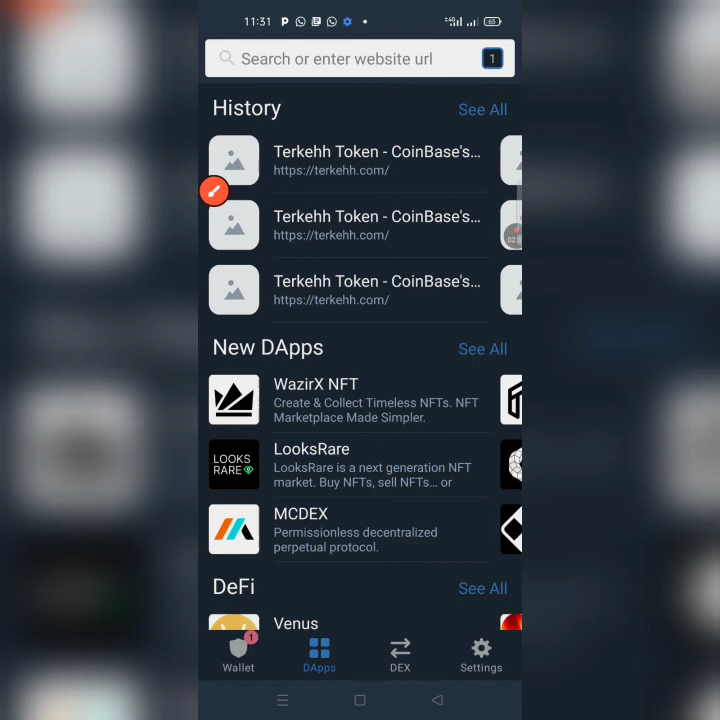 11:31
65
Search or enter website url
1
History
See All
Terkehh Token - CoinBase's...
https://terkehh.com/
Terkehh Token - CoinBase's...
https://terkehh.com/
Terkehh Token - CoinBase's...
https://terkehh.com/
New DApps
See All
WazirX NFT
Create & Collect Timeless NFTs. NFT
Marketplace Made Simpler.
LOOKS
RARE
LooksRare
LooksRare is a next generation NFT
market. Buy NFTs, sell NFTs... or
MCDEX
Permissionless decentralized
perpetual protocol.
DeFi
See All
Venus
1
Wallet
DApps
DEX
Settings